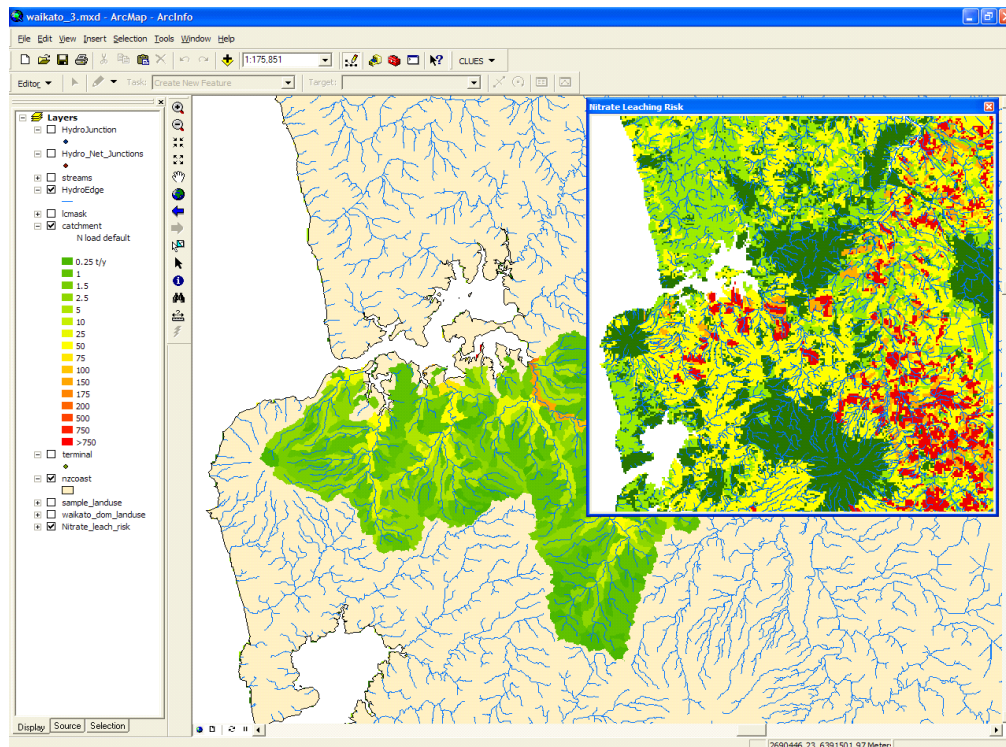 waikato_3.mxd - ArcMap - ArcInfo
File Edit View Insert Selection Tools Window Help
1:175,851 CLUES
Editor Task: Create New Feature Target:
Layers
HydroJunction
Hydro_Net_Junctions
streams
HydroEdge
lcmask
catchment
N load default
0.25 t/y
1
1.5
2.5
5
10
25
50
75
100
150
175
200
500
750
>750
terminal
nzcoast
sample_landuse
waikato_dom_landuse
Nitrate_leach_risk
Display Source Selection
Nitrate Leaching Risk
2690446.23 6391501.97 Meters